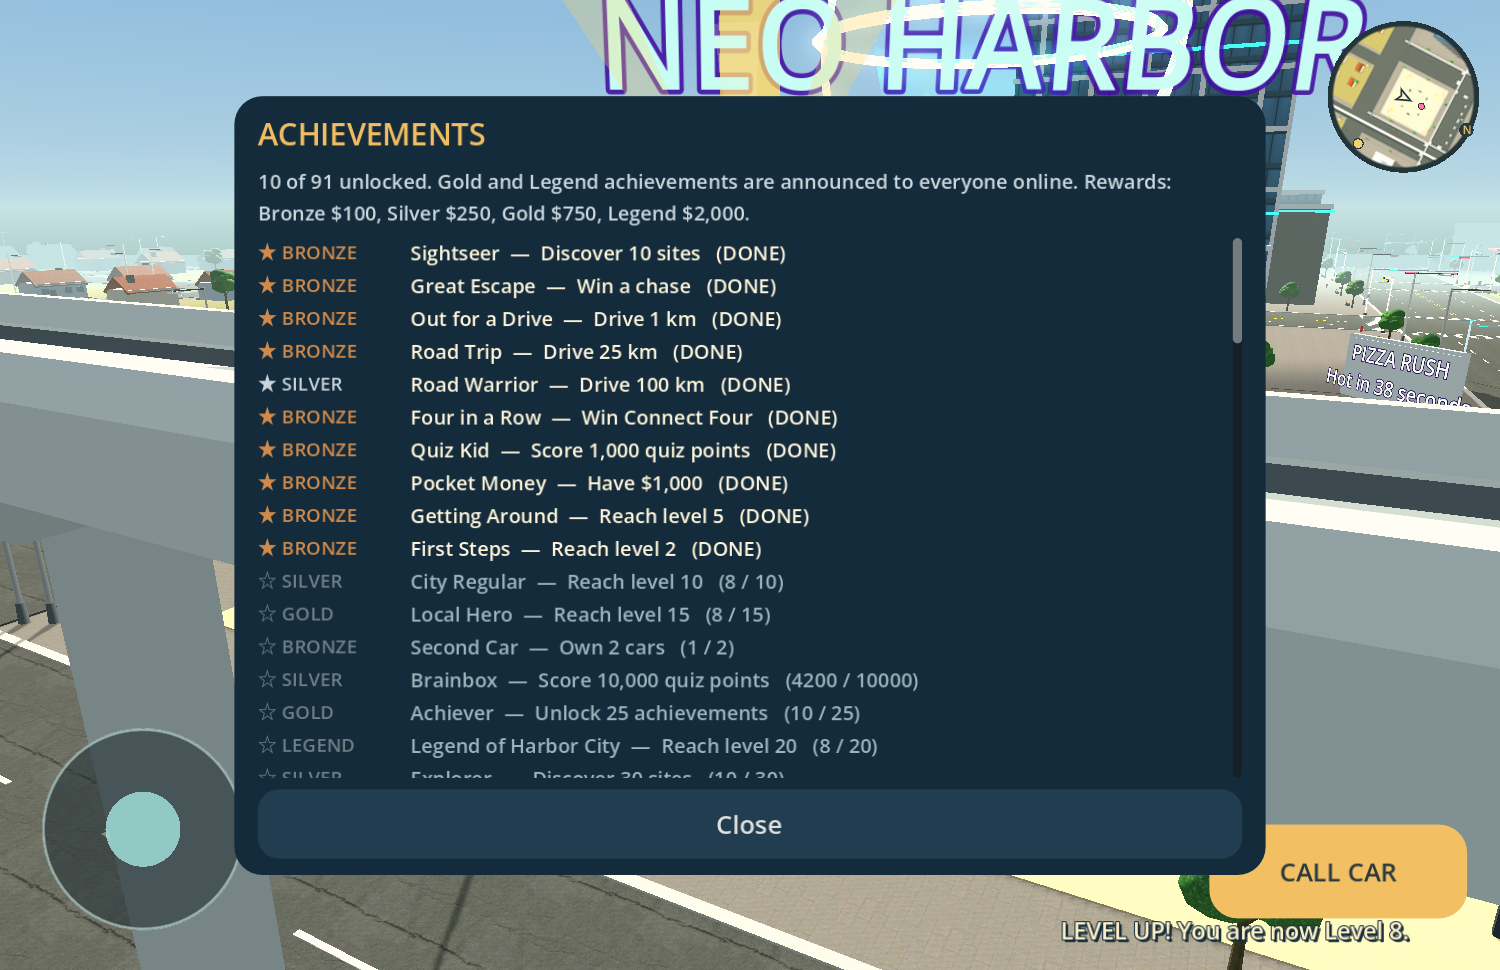 NEO HARBOR
N
ACHIEVEMENTS
10 of 91 unlocked. Gold and Legend achievements are announced to everyone online. Rewards:
Bronze $100, Silver $250, Gold $750, Legend $2,000.
★ BRONZE Sightseer — Discover 10 sites (DONE)
★ BRONZE Great Escape — Win a chase (DONE)
★ BRONZE Out for a Drive — Drive 1 km (DONE)
★ BRONZE Road Trip — Drive 25 km (DONE)
★ SILVER Road Warrior — Drive 100 km (DONE)
★ BRONZE Four in a Row — Win Connect Four (DONE)
★ BRONZE Quiz Kid — Score 1,000 quiz points (DONE)
★ BRONZE Pocket Money — Have $1,000 (DONE)
★ BRONZE Getting Around — Reach level 5 (DONE)
★ BRONZE First Steps — Reach level 2 (DONE)
☆ SILVER City Regular — Reach level 10 (8 / 10)
☆ GOLD Local Hero — Reach level 15 (8 / 15)
☆ BRONZE Second Car — Own 2 cars (1 / 2)
☆ SILVER Brainbox — Score 10,000 quiz points (4200 / 10000)
☆ GOLD Achiever — Unlock 25 achievements (10 / 25)
☆ LEGEND Legend of Harbor City — Reach level 20 (8 / 20)
☆ SILVER Explorer — Discover 30 sites (10 / 30)
Close
PIZZA RUSH
Hot in 38 seconds
CALL CAR
LEVEL UP! You are now Level 8.